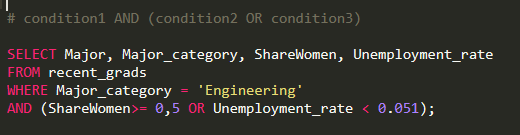 # condition1 AND (condition2 OR condition3)
SELECT Major, Major_category, ShareWomen, Unemployment_rate
FROM recent_grads
WHERE Major_category = 'Engineering'
AND (ShareWomen>= 0,5 OR Unemployment_rate < 0.051);